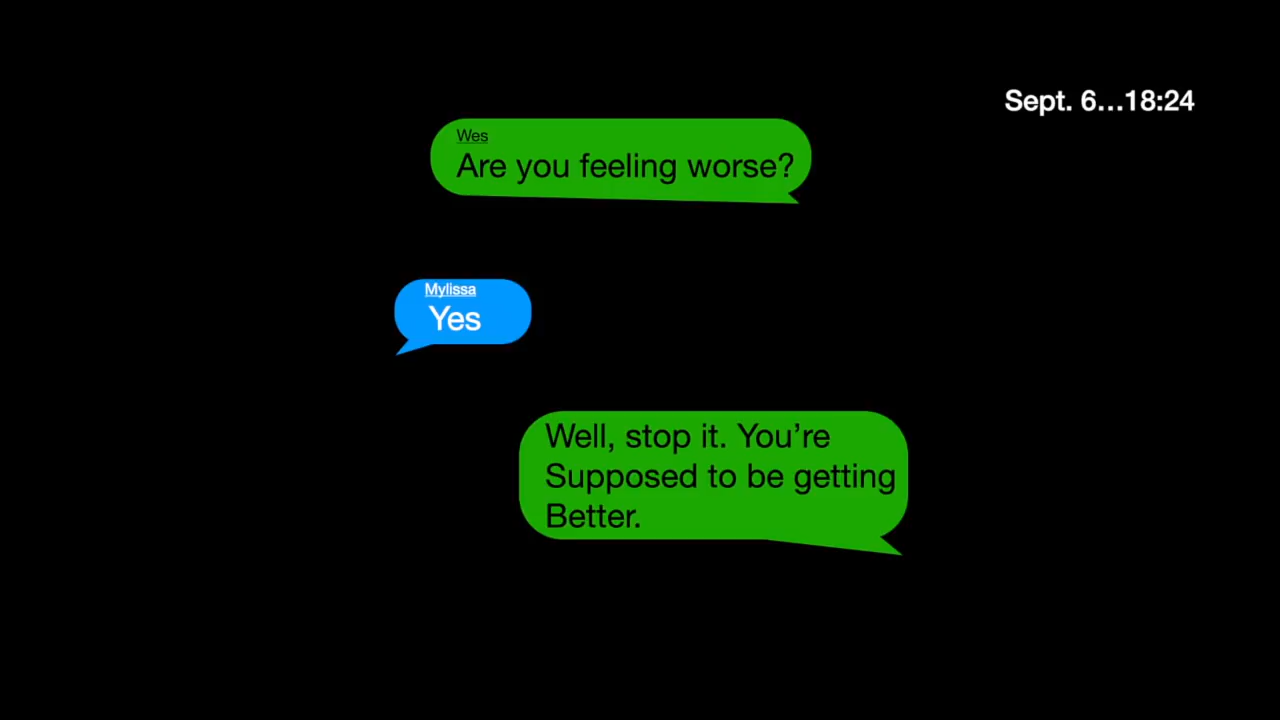 Sept. 6...18:24
Wes
Are you feeling worse?
Mylissa
Yes
Well, stop it. You’re
Supposed to be getting
Better.